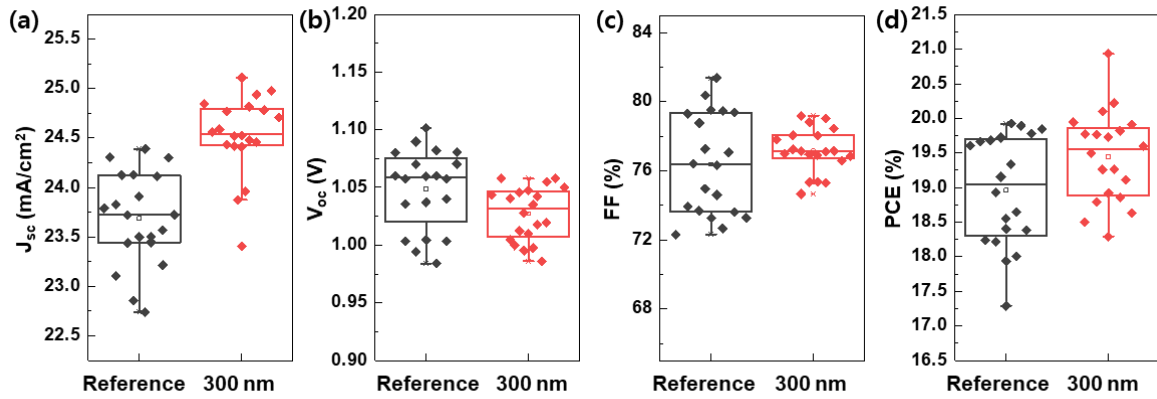 (a)
J_sc (mA/cm²)
25.5
25.0
24.5
24.0
23.5
23.0
22.5
Reference 300 nm
(b)
V_oc (V)
1.20
1.15
1.10
1.05
1.00
0.95
0.90
Reference 300 nm
(c)
FF (%)
84
80
76
72
68
Reference 300 nm
(d)
PCE (%)
21.5
21.0
20.5
20.0
19.5
19.0
18.5
18.0
17.5
17.0
16.5
Reference 300 nm